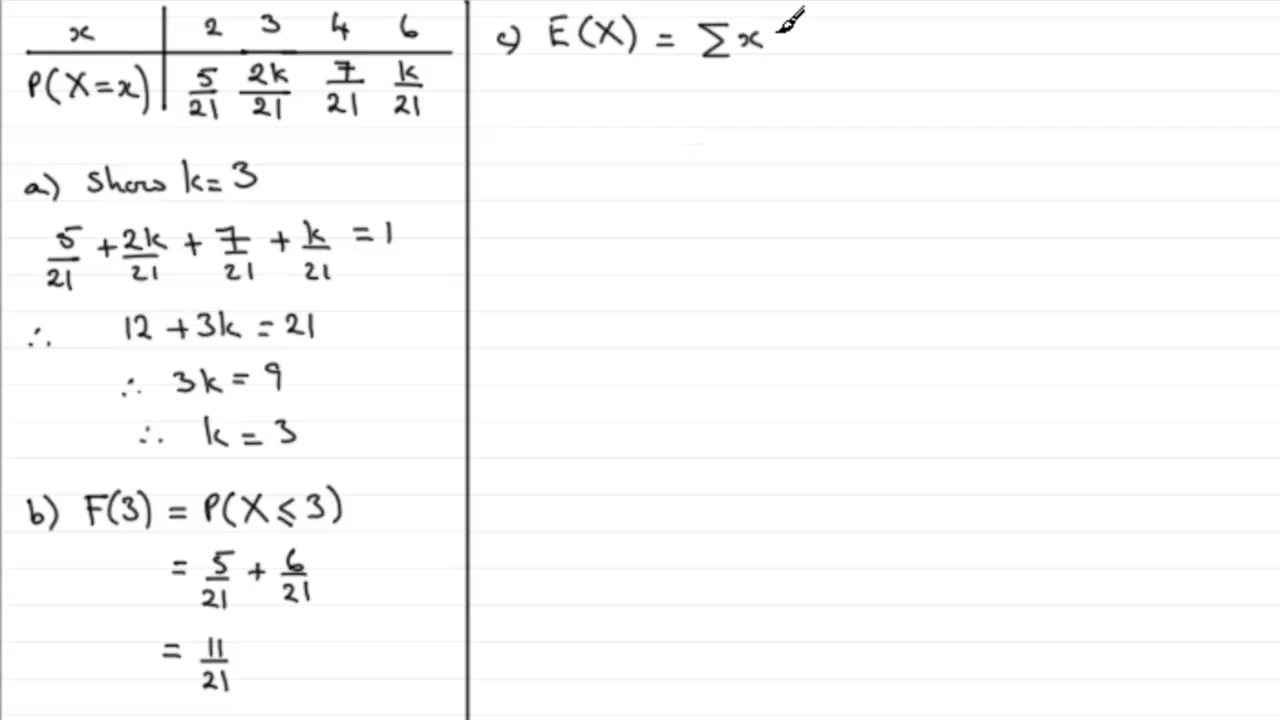 x 2 3 4 6
P(X=x) 5/21 2k/21 7/21 k/21
a) Show k=3
5/21 + 2k/21 + 7/21 + k/21 = 1
∴ 12 + 3k = 21
∴ 3k = 9
∴ k = 3
b) F(3) = P(X ≤ 3)
= 5/21 + 6/21
= 11/21
c) E(X) = ∑x